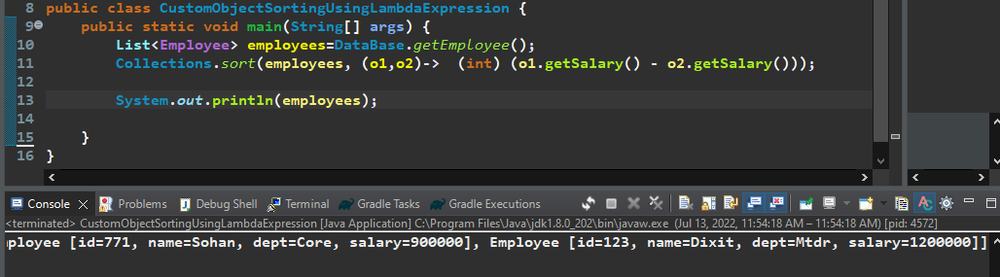 8 public class CustomObjectSortingUsingLambdaExpression {
9 public static void main(String[] args) {
10 List<Employee> employees=DataBase.getEmployee();
11 Collections.sort(employees, (o1,o2)-> (int) (o1.getSalary() - o2.getSalary()));
12
13 System.out.println(employees);
14
15 }
16 }
Console Problems Debug Shell Terminal Gradle Tasks Gradle Executions
<terminated> CustomObjectSortingUsingLambdaExpression [Java Application] C:\Program Files\Java\jdk1.8.0_202\bin\javaw.exe (Jul 13, 2022, 11:54:18 AM – 11:54:18 AM) [pid: 4572]
mployee [id=771, name=Sohan, dept=Core, salary=900000], Employee [id=123, name=Dixit, dept=Mtdr, salary=1200000]]